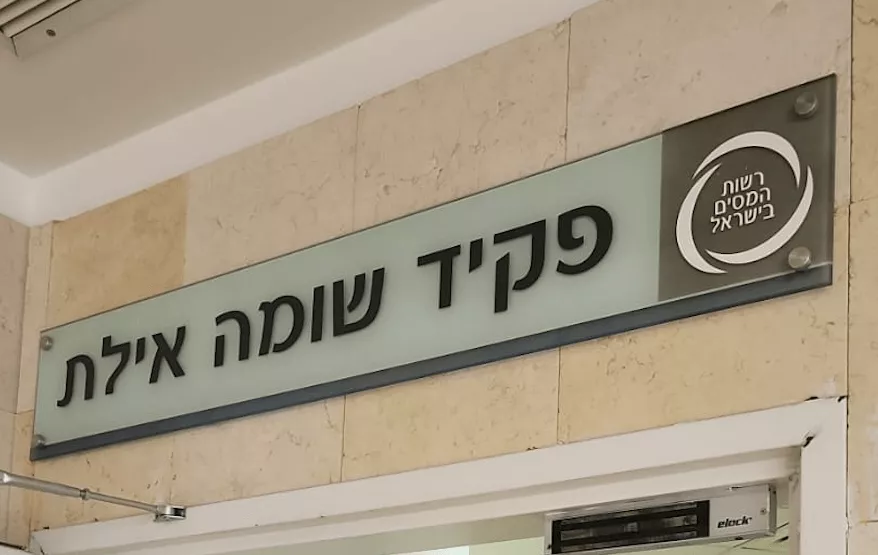 רשות
המסים
בישראל
פקיד שומה אילת
elock